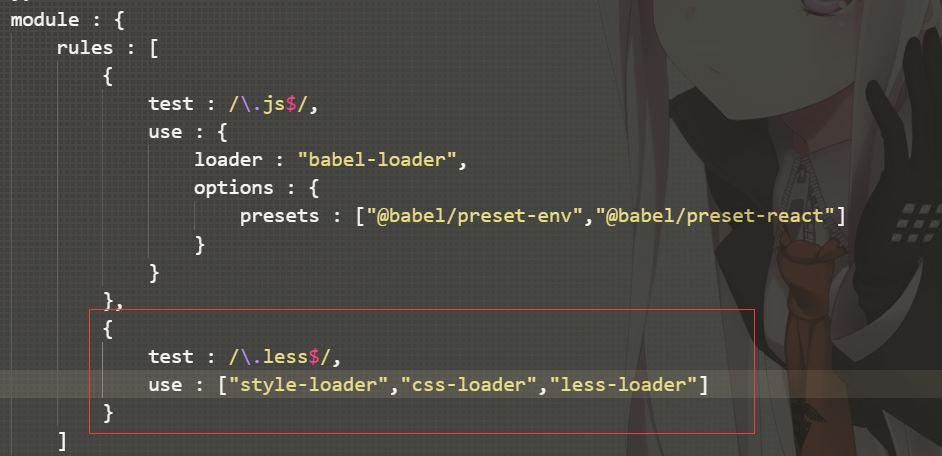 module : {
rules : [
{
test : /\.js$/,
use : {
loader : "babel-loader",
options : {
presets : ["@babel/preset-env","@babel/preset-react"]
}
}
},
{
test : /\.less$/,
use : ["style-loader","css-loader","less-loader"]
}
]